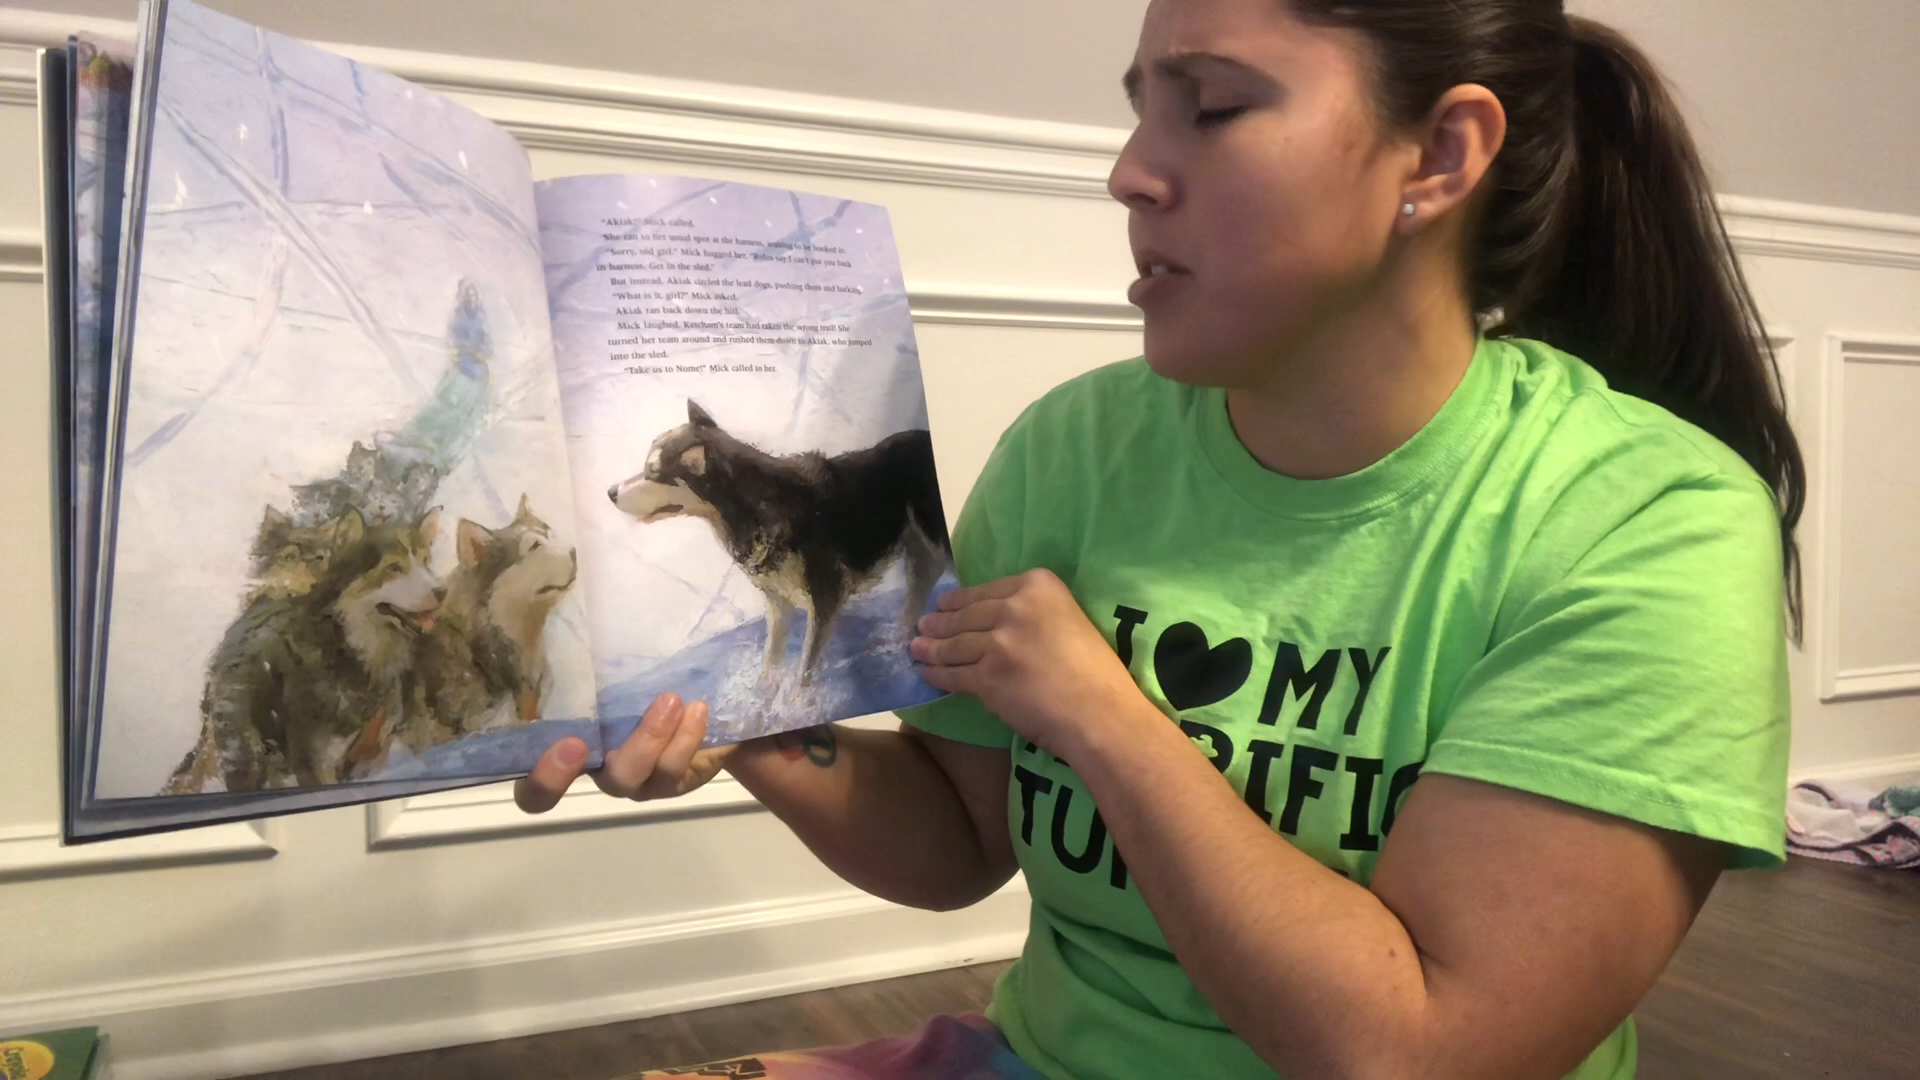 "Akiak!" Mick called.
She ran to her usual spot at the harness, waiting to be hooked in.
"Sorry, old girl." Mick hugged her. "Rules say I can't put you back
in harness. Get in the sled."
But instead, Akiak circled the lead dogs, pushing them and barking.
"What is it, girl?" Mick asked.
Akiak ran back down the hill.
Mick laughed. Ketcham's team had taken the wrong trail! She
turned her team around and rushed them down to Akiak, who jumped
into the sled.
"Take us to Nome!" Mick called to her.
I ♥ MY